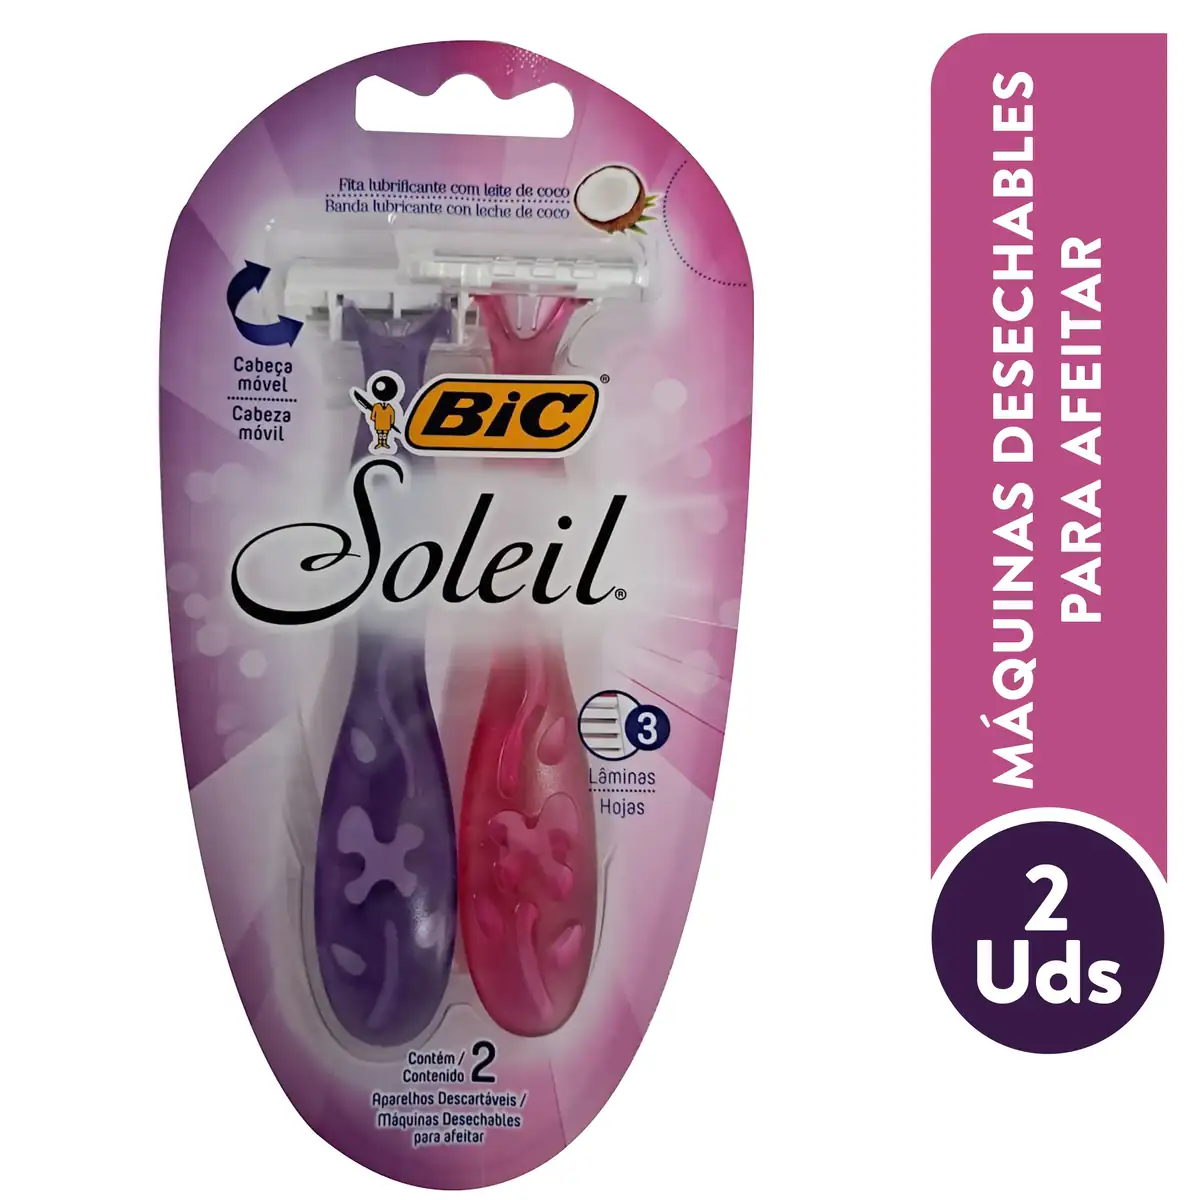 Fita lubrificante com leite de coco
Banda lubricante con leche de coco
Cabeça
móvel
Cabeza
móvil
BiC®
Soleil®
3
Lâminas
Hojas
Contém /
Contenido 2
Aparelhos Descartáveis /
Máquinas Desechables
para afeitar
MÁQUINAS DESECHABLES
PARA AFEITAR
2
Uds